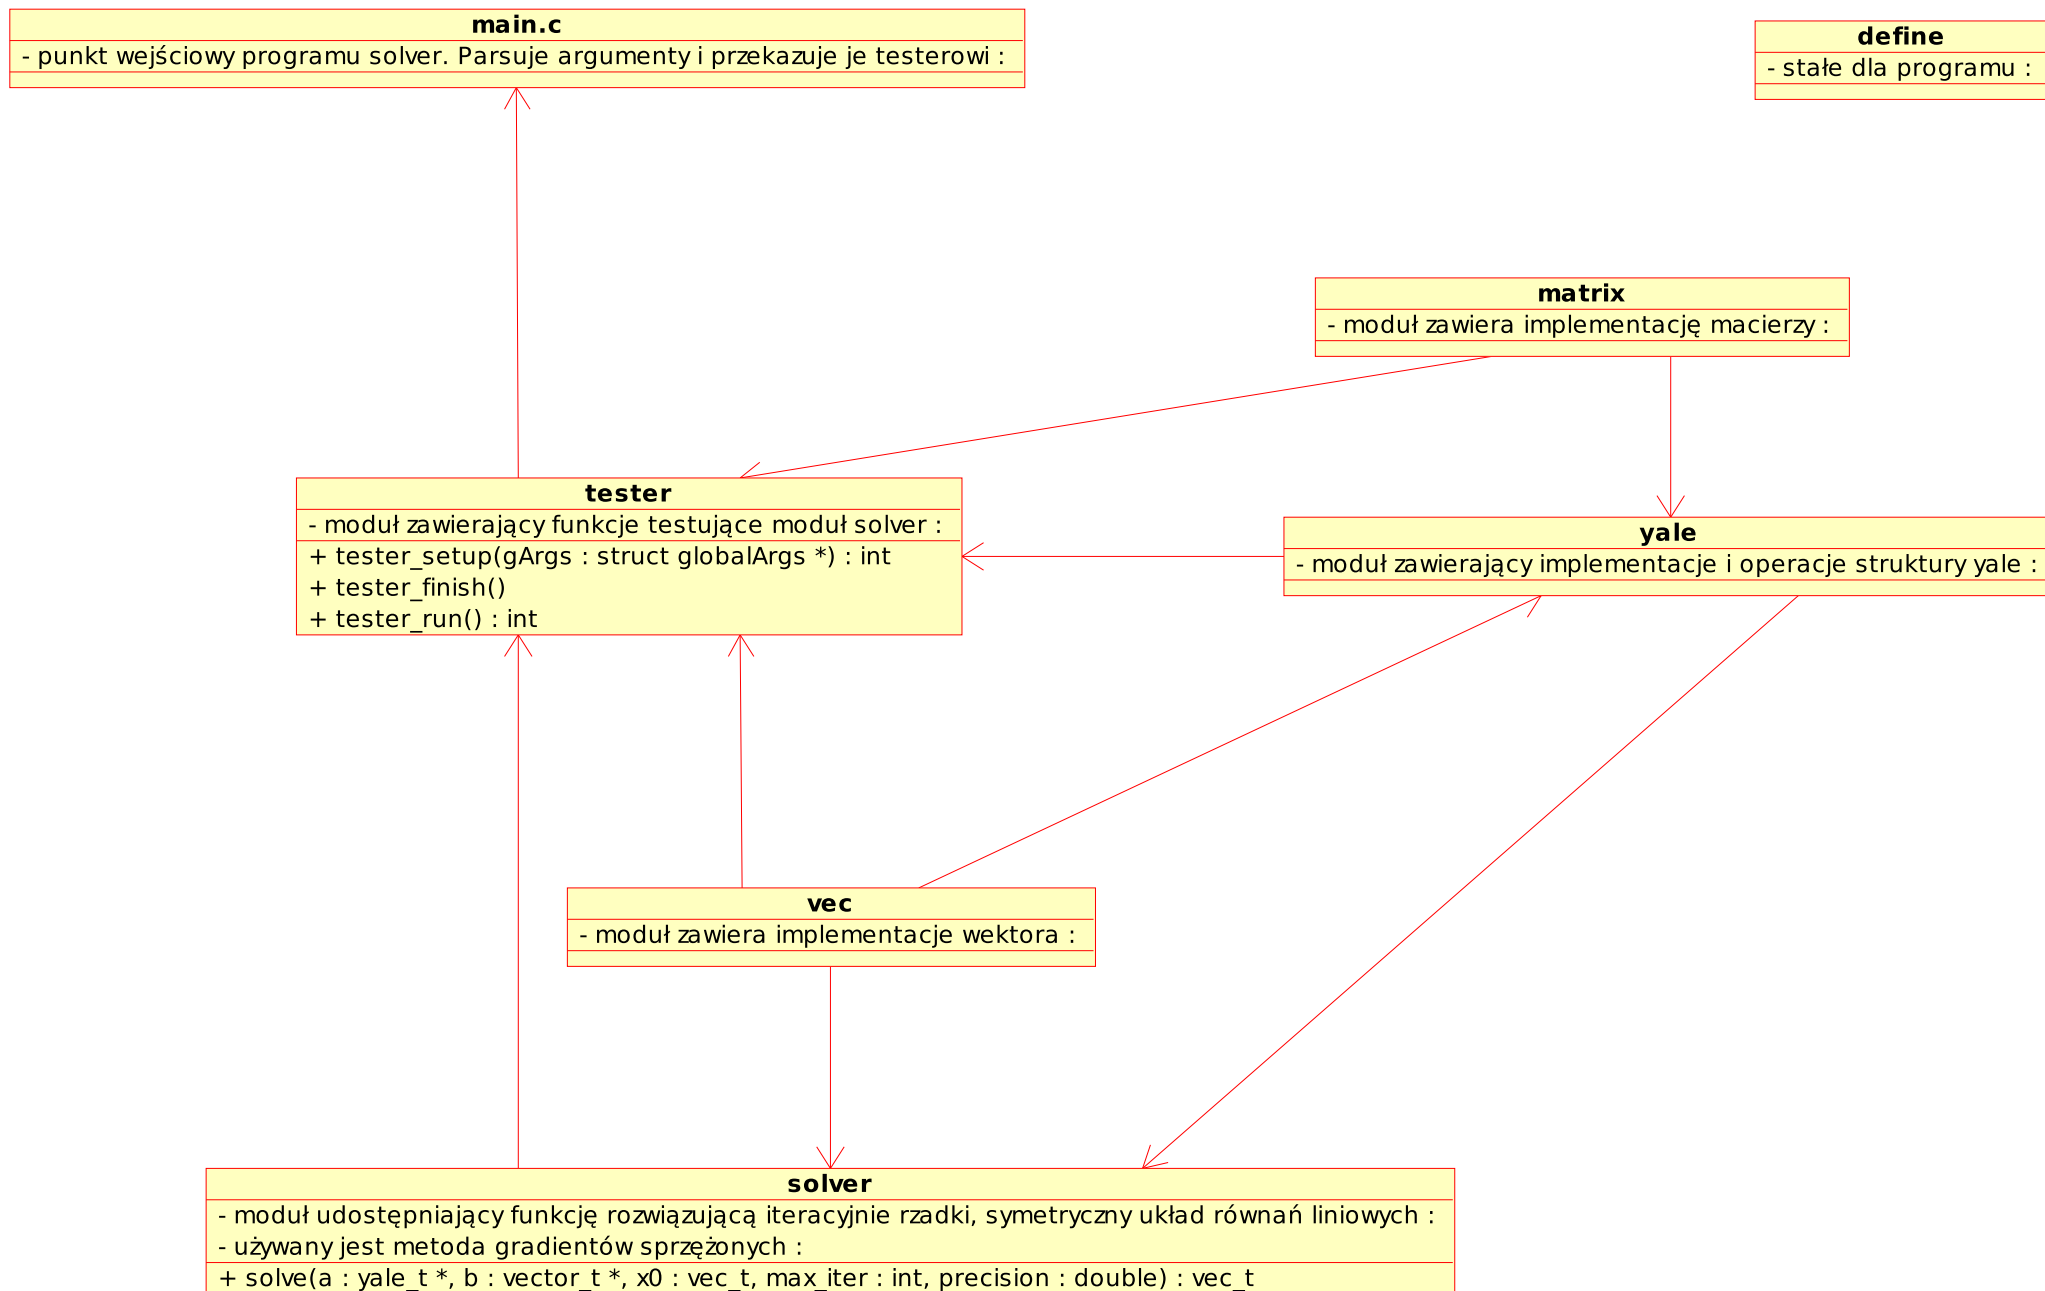 main.c
- punkt wejściowy programu solver. Parsuje argumenty i przekazuje je testerowi :
define
- stałe dla programu :
matrix
- moduł zawiera implementację macierzy :
tester
- moduł zawierający funkcje testujące moduł solver :
+ tester_setup(gArgs : struct globalArgs *) : int
+ tester_finish()
+ tester_run() : int
yale
- moduł zawierający implementacje i operacje struktury yale :
vec
- moduł zawiera implementacje wektora :
solver
- moduł udostępniający funkcję rozwiązującą iteracyjnie rzadki, symetryczny układ równań liniowych :
- używany jest metoda gradientów sprzężonych :
+ solve(a : yale_t *, b : vector_t *, x0 : vec_t, max_iter : int, precision : double) : vec_t